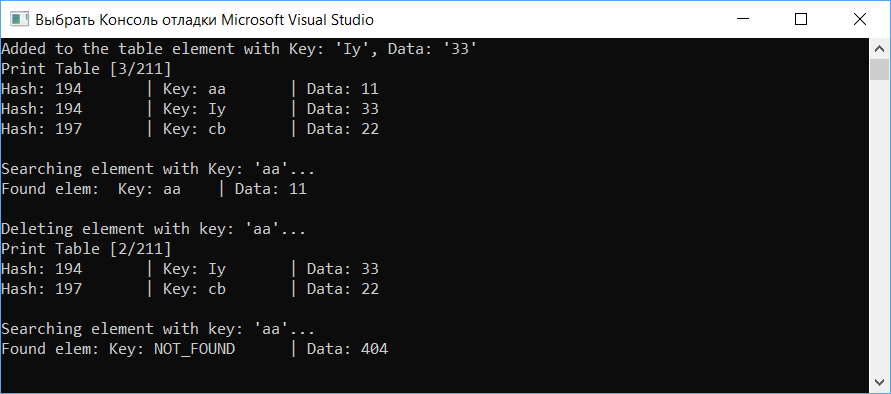 Выбрать Консоль отладки Microsoft Visual Studio
Added to the table element with Key: 'Iy', Data: '33'
Print Table [3/211]
Hash: 194       | Key: aa       | Data: 11
Hash: 194       | Key: Iy       | Data: 33
Hash: 197       | Key: cb       | Data: 22
Searching element with Key: 'aa'...
Found elem:  Key: aa    | Data: 11
Deleting element with key: 'aa'...
Print Table [2/211]
Hash: 194       | Key: Iy       | Data: 33
Hash: 197       | Key: cb       | Data: 22
Searching element with key: 'aa'...
Found elem: Key: NOT_FOUND      | Data: 404